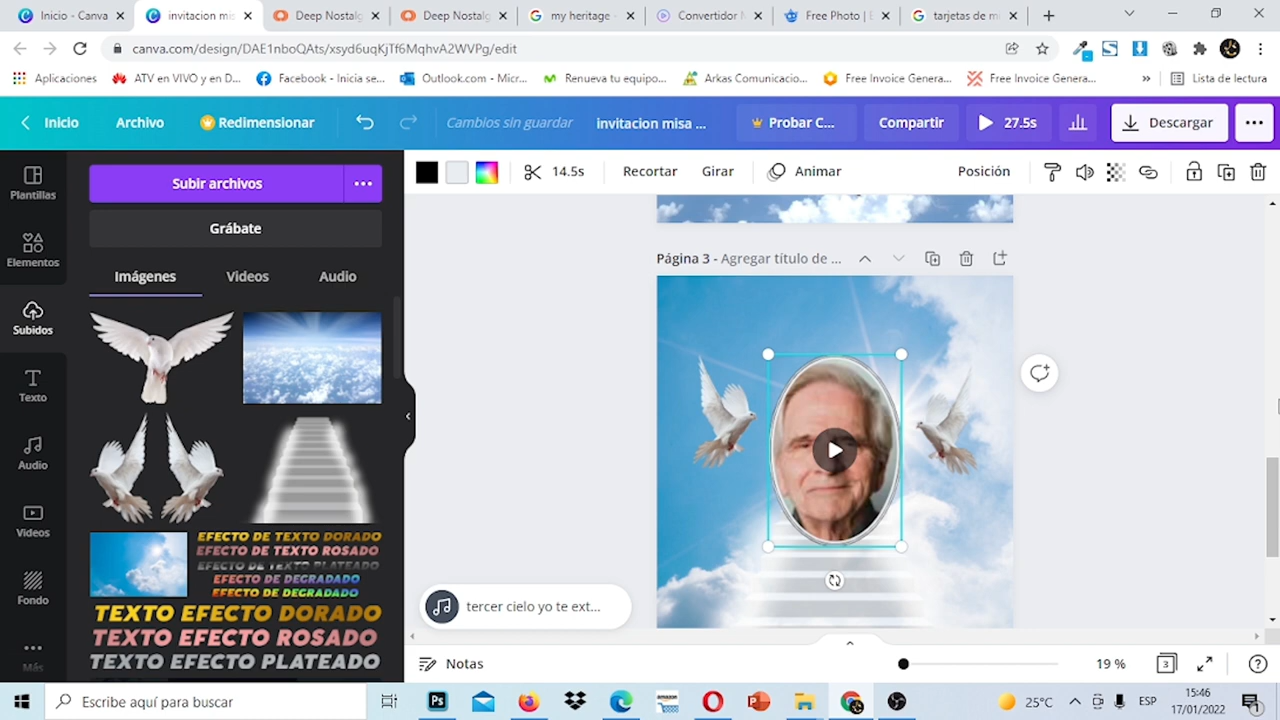 Inicio - Canva
invitacion mis
Deep Nostalg
Deep Nostalg
my heritage -
Convertidor M
Free Photo | E
tarjetas de m
canva.com/design/DAE1nboQAts/xsyd6uqKjTf6MqhvA2WVPg/edit
Aplicaciones
ATV en VIVO y en D...
Facebook - Inicia se...
Outlook.com - Micr...
Renueva tu equipo...
Arkas Comunicacio...
Free Invoice Genera...
Free Invoice Genera...
»
Lista de lectura
Inicio
Archivo
Redimensionar
Cambios sin guardar
invitacion misa ...
Probar C...
Compartir
27.5s
Descargar
Plantillas
Elementos
Subidos
Texto
Audio
Videos
Fondo
Más
Subir archivos
Grábate
Imágenes
Videos
Audio
EFECTO DE TEXTO DORADO
EFECTO DE TEXTO ROSADO
EFECTO DE TEXTO PLATEADO
EFECTO DE DEGRADADO
EFECTO DE DEGRADADO
TEXTO EFECTO DORADO
TEXTO EFECTO ROSADO
TEXTO EFECTO PLATEADO
14.5s
Recortar
Girar
Animar
Posición
Página 3 - Agregar título de ...
tercer cielo yo te ext...
Notas
19 %
3
Escribe aquí para buscar
Ps
amazon
25°C
ESP
15:46
17/01/2022
1